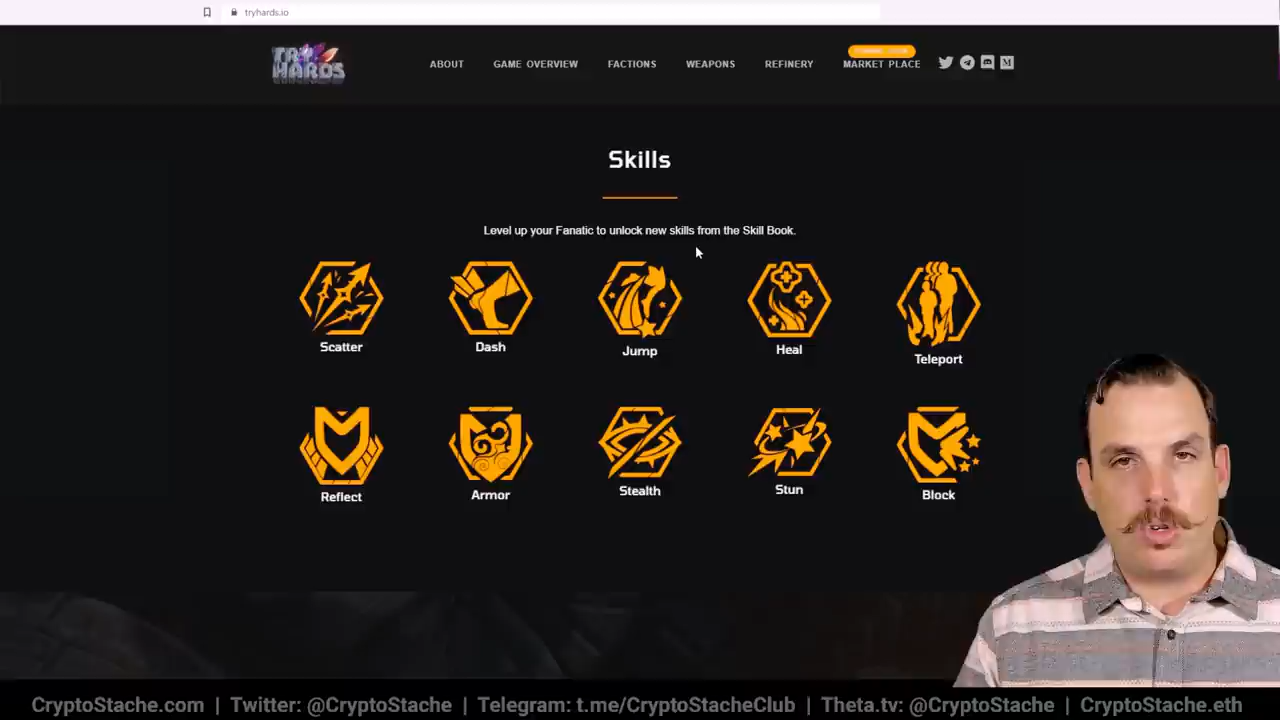 tryhards.io
TRY
HARDS
ABOUT
GAME OVERVIEW
FACTIONS
WEAPONS
REFINERY
MARKET PLACE
Skills
Level up your Fanatic to unlock new skills from the Skill Book.
Scatter
Dash
Jump
Heal
Teleport
Reflect
Armor
Stealth
Stun
Block
CryptoStache.com | Twitter: @CryptoStache | Telegram: t.me/CryptoStacheClub | Theta.tv: @CryptoStache | CryptoStache.eth